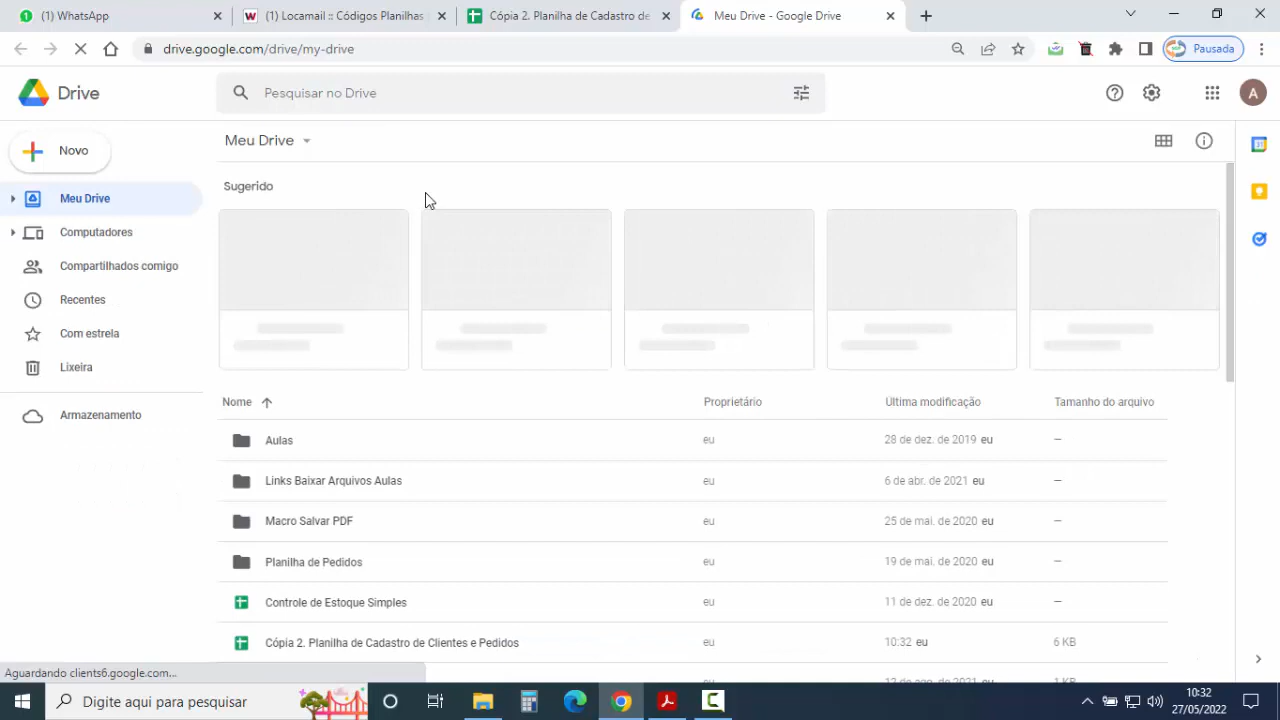 (1) WhatsApp
(1) Locamail :: Códigos Planilhas
Cópia 2. Planilha de Cadastro de
Meu Drive - Google Drive
drive.google.com/drive/my-drive
Pausada
Drive
Pesquisar no Drive
A
Novo
Meu Drive
Meu Drive
Computadores
Compartilhados comigo
Recentes
Com estrela
Lixeira
Armazenamento
Sugerido
Nome Proprietário Última modificação Tamanho do arquivo
Aulas eu 28 de dez. de 2019 eu —
Links Baixar Arquivos Aulas eu 6 de abr. de 2021 eu —
Macro Salvar PDF eu 25 de mai. de 2020 eu —
Planilha de Pedidos eu 19 de mai. de 2020 eu —
Controle de Estoque Simples eu 11 de dez. de 2020 eu —
Cópia 2. Planilha de Cadastro de Clientes e Pedidos eu 10:32 eu 6 KB
Aguardando clients6.google.com...
Digite aqui para pesquisar
10:32
27/05/2022